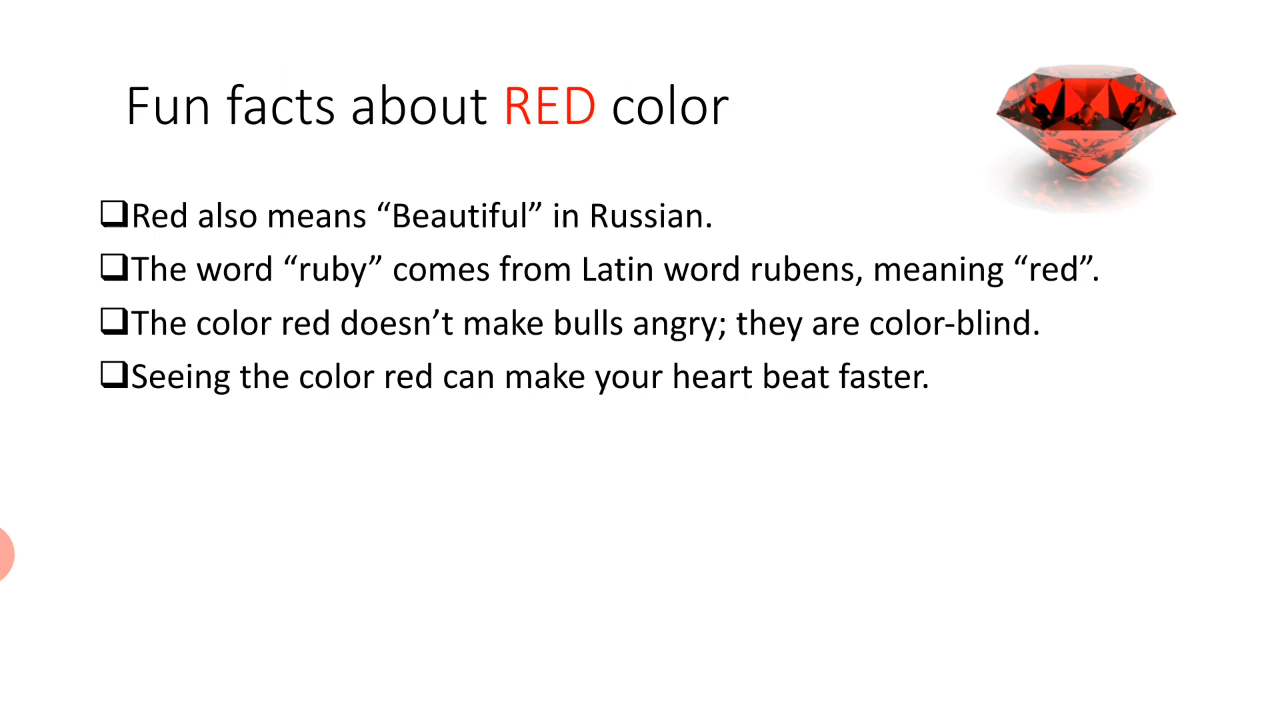 Fun facts about RED color
❑Red also means “Beautiful” in Russian.
❑The word “ruby” comes from Latin word rubens, meaning “red”.
❑The color red doesn’t make bulls angry; they are color-blind.
❑Seeing the color red can make your heart beat faster.